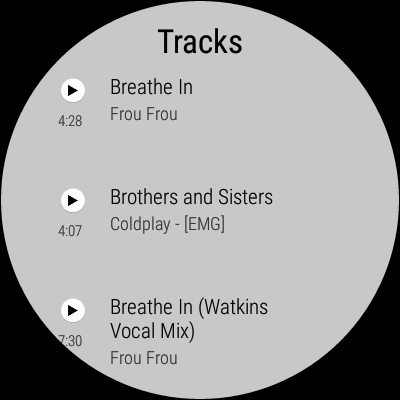 Tracks
Breathe In
Frou Frou
4:28
Brothers and Sisters
Coldplay - [EMG]
4:07
Breathe In (Watkins
Vocal Mix)
7:30
Frou Frou